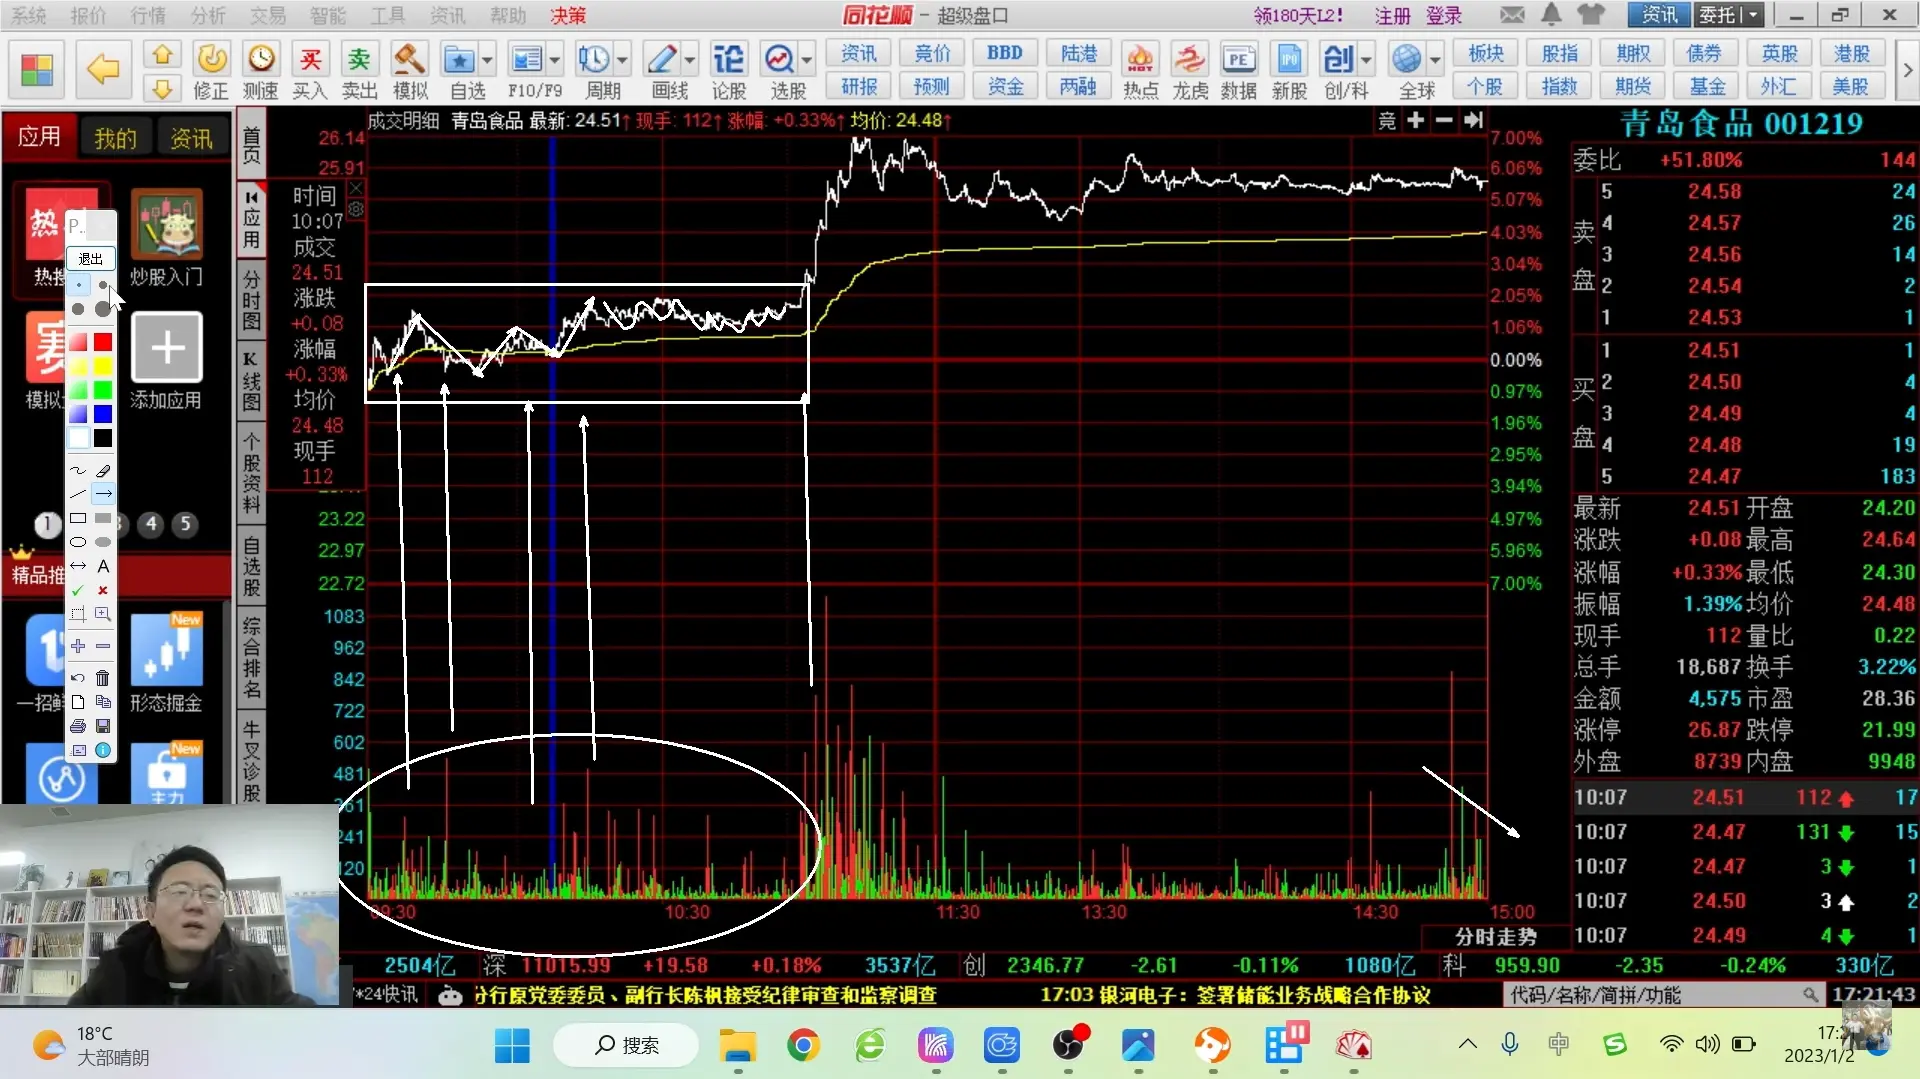 系统 报价 行情 分析 交易 智能 工具 资讯 帮助 决策
同花顺 - 超级盘口
领180天L2! 注册 登录 资讯 委托
修正 测速 买入 卖出 模拟 自选 F10/F9 周期 画线 论股 选股 热点 龙虎 数据 新股 创/科 全球
买 卖 论 HOT PE IPO 创
资讯 竞价 BBD 陆港 板块 股指 期权 债券 英股 港股
研报 预测 资金 两融 个股 指数 期货 基金 外汇 美股
应用 我的 资讯
炒股入门
添加应用
P..
退出
A
1 4 5
New
形态掘金
New
主力
首页
应用
分时图
K线图
个股资料
自选股
综合排名
牛叉诊股
成交明细 青岛食品 最新: 24.51↑ 现手: 112↑ 涨幅: +0.33%↑ 均价: 24.48↑
竞
时间
10:07
成交
24.51
涨跌
+0.08
涨幅
+0.33%
均价
24.48
现手
112
26.14
25.91
23.22
22.97
22.72
1083
962
842
722
602
481
361
241
120
7.00%
6.06%
5.07%
4.03%
3.04%
2.05%
1.06%
0.00%
0.97%
1.96%
2.95%
3.94%
4.97%
5.96%
7.00%
09:30 10:30 11:30 13:30 14:30 15:00
分时走势
青岛食品 001219
委比 +51.80% 144
卖盘
5 24.58 24
4 24.57 26
3 24.56 14
2 24.54 2
1 24.53 1
买盘
1 24.51 1
2 24.50 4
3 24.49 4
4 24.48 19
5 24.47 183
最新 24.51 开盘 24.20
涨跌 +0.08 最高 24.64
涨幅 +0.33% 最低 24.30
振幅 1.39% 均价 24.48
现手 112 量比 0.22
总手 18,687 换手 3.22%
金额 4,575 市盈 28.36
涨停 26.87 跌停 21.99
外盘 8739 内盘 9948
10:07 24.51 112 17
10:07 24.47 131 15
10:07 24.47 3 1
10:07 24.50 3 2
10:07 24.49 4 1
2504亿 深 11015.99 +19.58 +0.18% 3537亿 创 2346.77 -2.61 -0.11% 1080亿 科 959.90 -2.35 -0.24% 330亿
*24快讯 分行原党委委员、副行长陈枫接受纪律审查和监察调查 17:03 银河电子：签署储能业务战略合作协议
代码/名称/简拼/功能 17:21:43
18°C
大部晴朗
搜索
中
2023/1/2